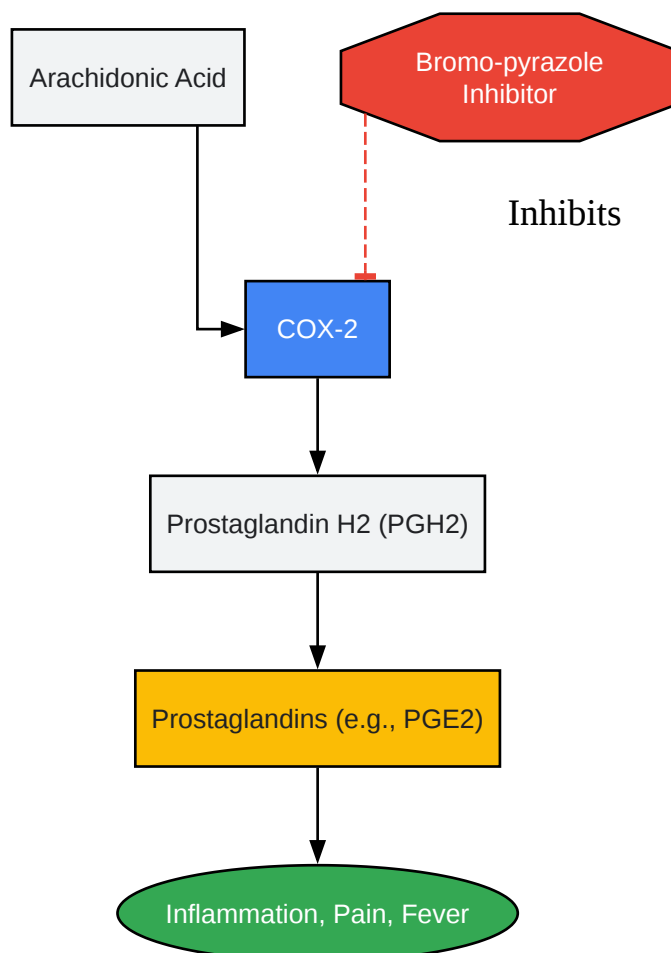 Arachidonic Acid
Bromo-pyrazole
Inhibitor
Inhibits
COX-2
Prostaglandin H2 (PGH2)
Prostaglandins (e.g., PGE2)
Inflammation, Pain, Fever